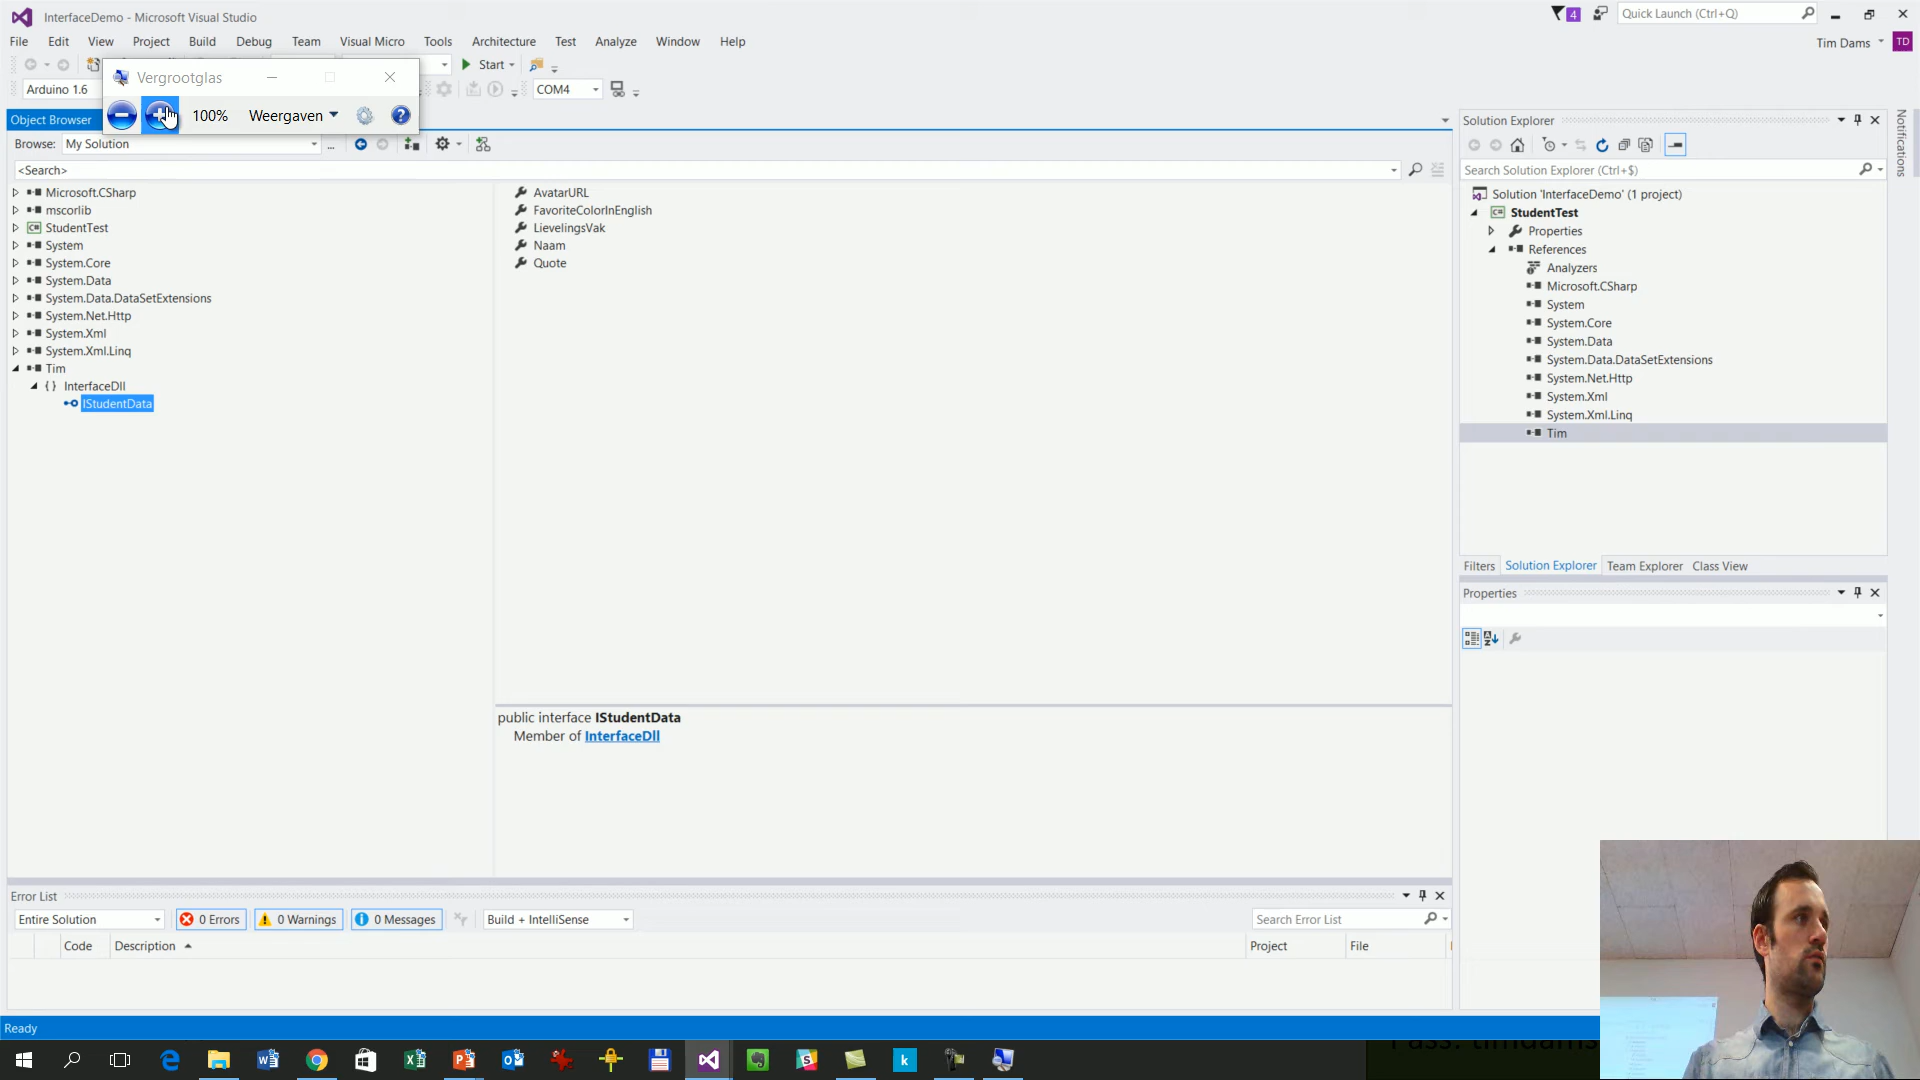 InterfaceDemo - Microsoft Visual Studio
4
Quick Launch (Ctrl+Q)
File Edit View Project Build Debug Team Visual Micro Tools Architecture Test Analyze Window Help
Tim Dams TD
Start
Vergrootglas
Arduino 1.6
COM4
100% Weergaven
Object Browser
Browse: My Solution
...
<Search>
Microsoft.CSharp
mscorlib
StudentTest
System
System.Core
System.Data
System.Data.DataSetExtensions
System.Net.Http
System.Xml
System.Xml.Linq
Tim
InterfaceDll
IStudentData
AvatarURL
FavoriteColorInEnglish
LievelingsVak
Naam
Quote
public interface IStudentData
Member of InterfaceDll
Solution Explorer
Search Solution Explorer (Ctrl+$)
Solution 'InterfaceDemo' (1 project)
StudentTest
Properties
References
Analyzers
Microsoft.CSharp
System
System.Core
System.Data
System.Data.DataSetExtensions
System.Net.Http
System.Xml
System.Xml.Linq
Tim
Filters Solution Explorer Team Explorer Class View
Properties
Notifications
Error List
Entire Solution
0 Errors
0 Warnings
0 Messages
Build + IntelliSense
Search Error List
Code Description Project File
Ready
Pass: timdams